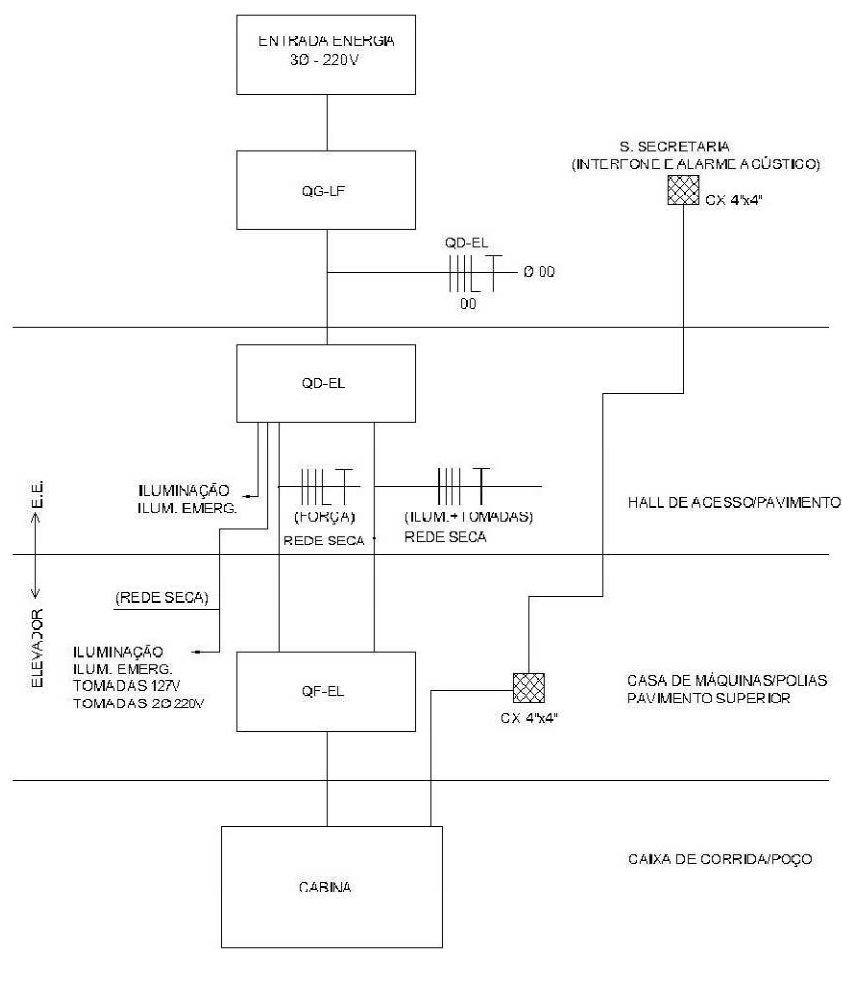 ENTRADA ENERGIA
3Ø - 220V
S. SECRETARIA
(INTERFONE E ALARME ACÚSTICO)
QG-LF
CX 4"x4"
QD-EL
Ø 00
00
QD-EL
E.E.
ILUMINAÇÃO
ILUM. EMERG.
(FORÇA)
REDE SECA
(ILUM.+TOMADAS)
REDE SECA
HALL DE ACESSO/PAVIMENTO
(REDE SECA)
ELEVADOR
ILUMINAÇÃO
ILUM. EMERG.
TOMADAS 127V
TOMADAS 2Ø 220V
QF-EL
CX 4"x4"
CASA DE MÁQUINAS/POLIAS
PAVIMENTO SUPERIOR
CABINA
CAIXA DE CORRIDA/POÇO